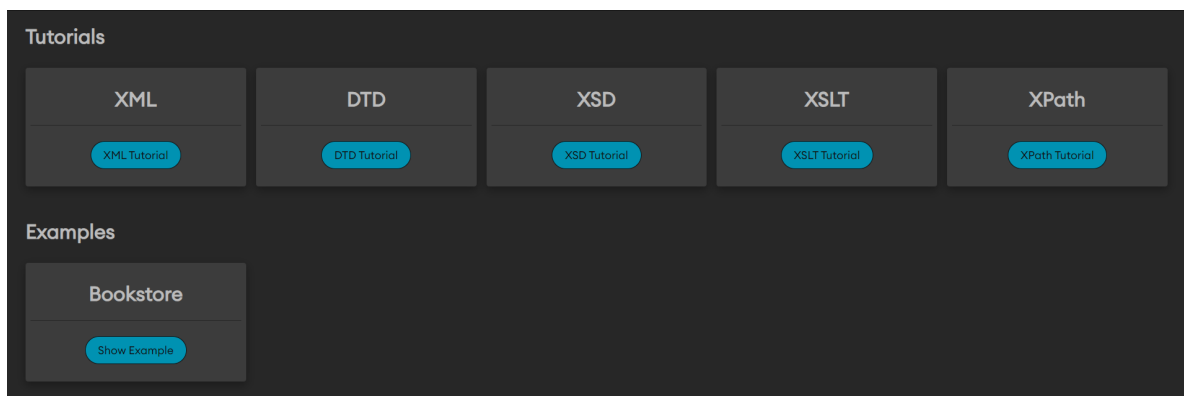 Tutorials
XML
DTD
XSD
XSLT
XPath
XML Tutorial
DTD Tutorial
XSD Tutorial
XSLT Tutorial
XPath Tutorial
Examples
Bookstore
Show Example